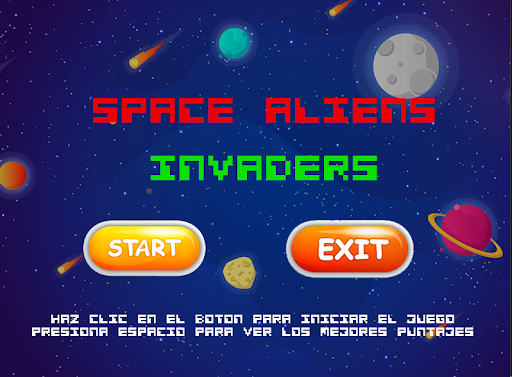 SPACE ALIENS
INVADERS
START
EXIT
HAZ CLIC EN EL BOTON PARA INICIAR EL JUEGO
PRESIONA ESPACIO PARA VER LOS MEJORES PUNTAJES